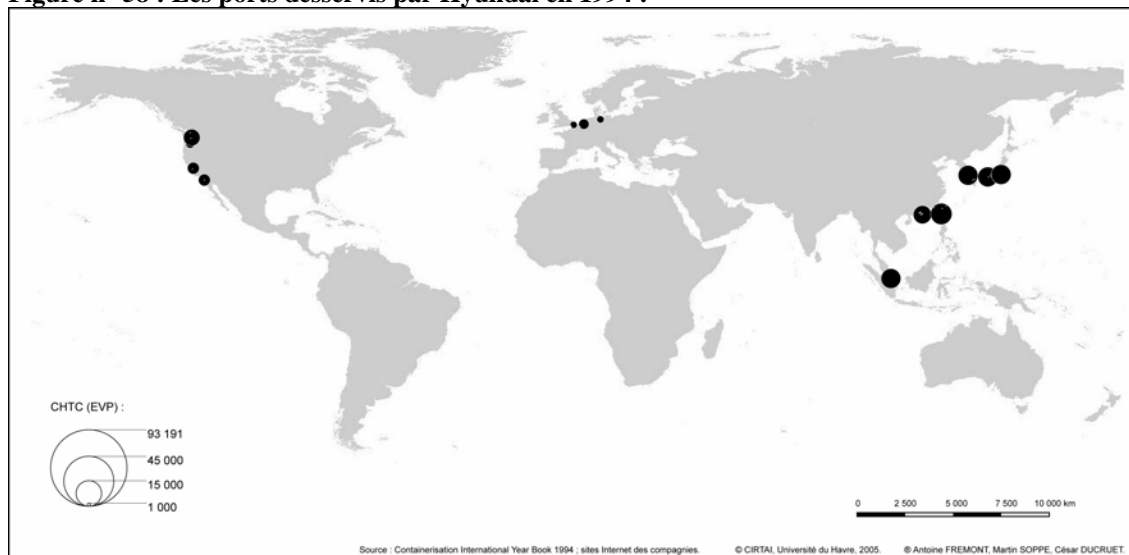 Figure n° 58 : Les ports desservis par Hyundai en 1994 :
CHTC (EVP) :
93 191
45 000
15 000
1 000
0 2 500 5 000 7 500 10 000 km
Source : Containerisation International Year Book 1994 ; sites Internet des compagnies. © CIRTAI, Université du Havre, 2005. ® Antoine FREMONT, Martin SOPPE, César DUCRUET.